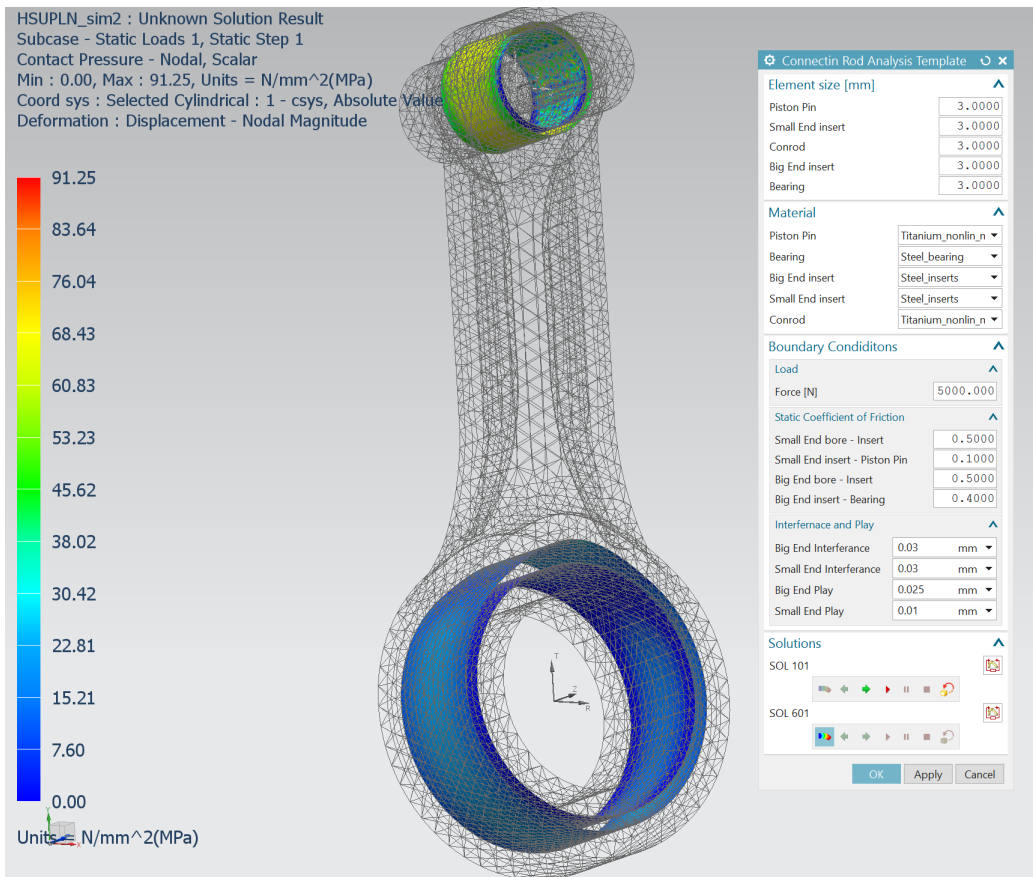 HSUPLN_sim2 : Unknown Solution Result
Subcase - Static Loads 1, Static Step 1
Contact Pressure - Nodal, Scalar
Min : 0.00, Max : 91.25, Units = N/mm^2(MPa)
Coord sys : Selected Cylindrical : 1 - csys, Absolute Value
Deformation : Displacement - Nodal Magnitude
91.25
83.64
76.04
68.43
60.83
53.23
45.62
38.02
30.42
22.81
15.21
7.60
0.00
Units = N/mm^2(MPa)
Y
X
T
Z
R
Connectin Rod Analysis Template
Element size [mm]
Piston Pin 3.0000
Small End insert 3.0000
Conrod 3.0000
Big End insert 3.0000
Bearing 3.0000
Material
Piston Pin Titanium_nonlin_n
Bearing Steel_bearing
Big End insert Steel_inserts
Small End insert Steel_inserts
Conrod Titanium_nonlin_n
Boundary Condiitons
Load
Force [N] 5000.000
Static Coefficient of Friction
Small End bore - Insert 0.5000
Small End insert - Piston Pin 0.1000
Big End bore - Insert 0.5000
Big End insert - Bearing 0.4000
Interfernace and Play
Big End Interferance 0.03 mm
Small End Interferance 0.03 mm
Big End Play 0.025 mm
Small End Play 0.01 mm
Solutions
SOL 101
SOL 601
OK Apply Cancel